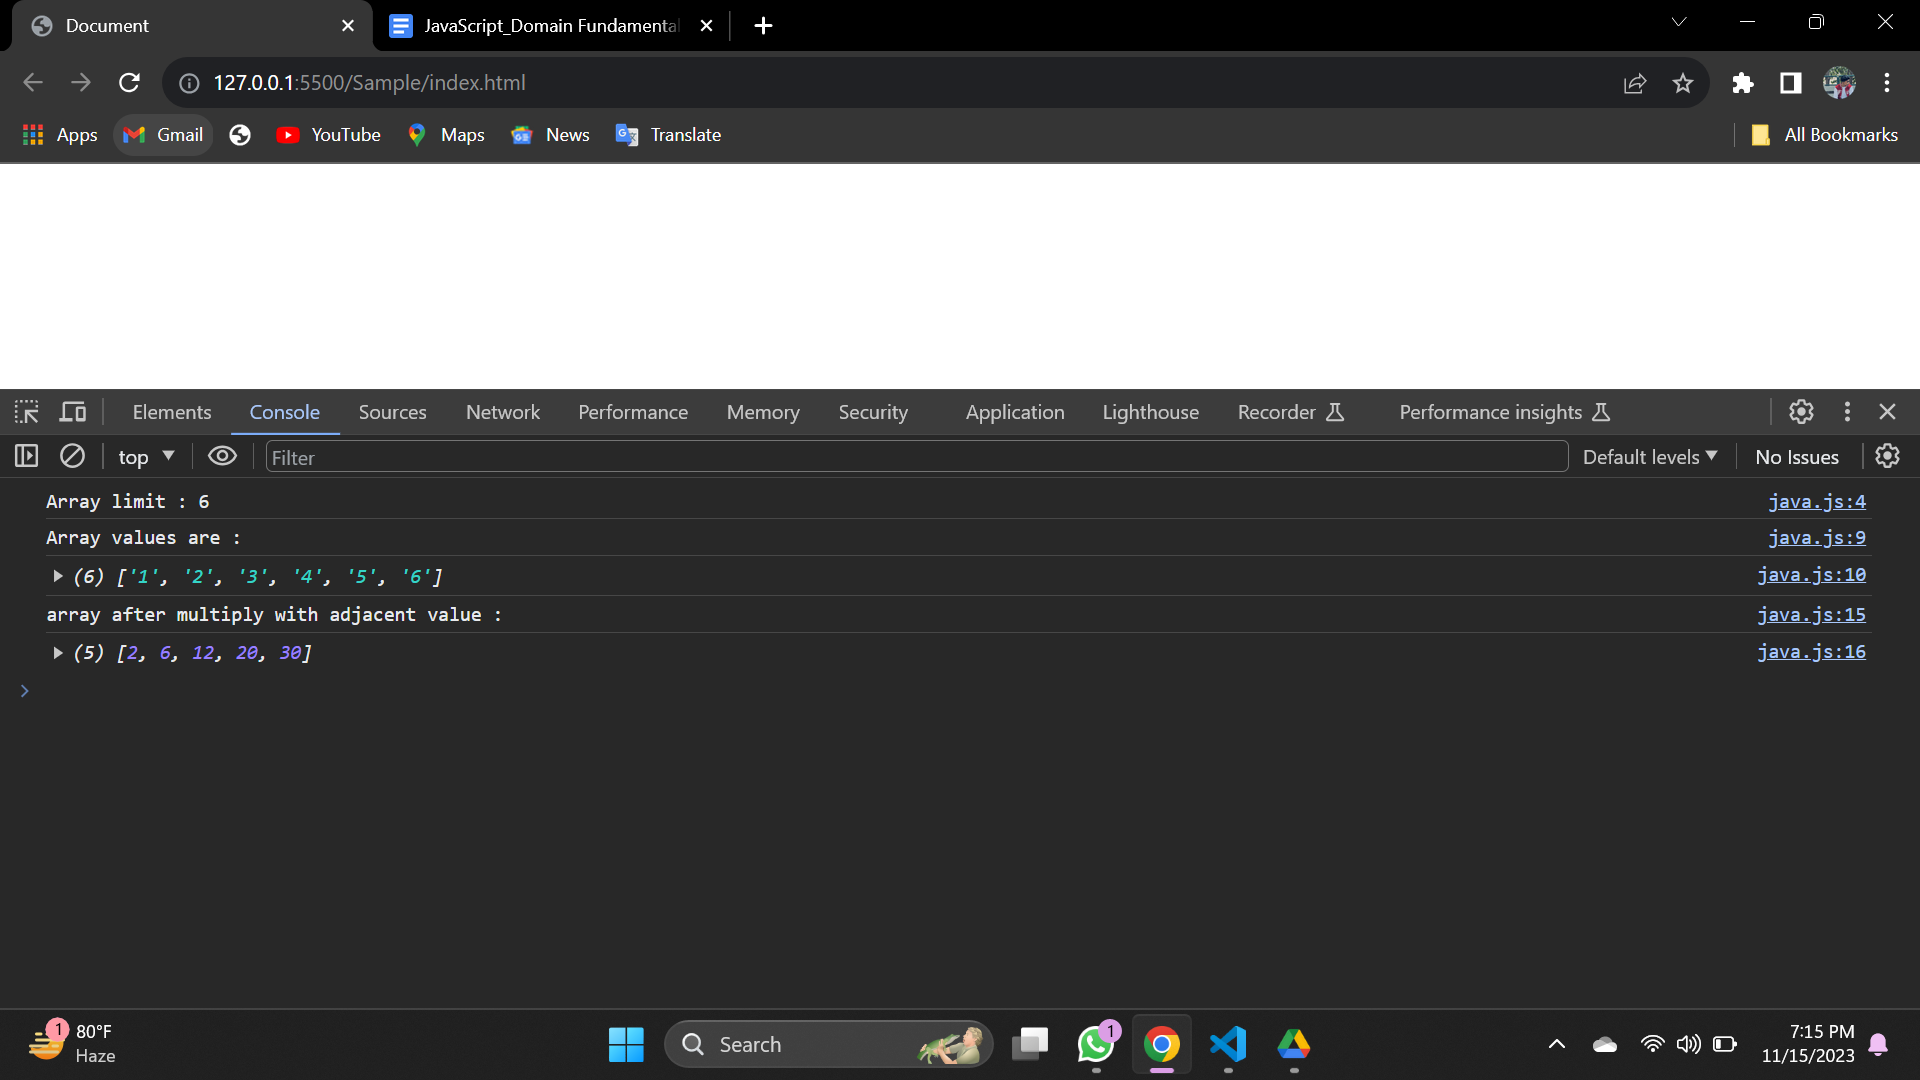 Document
JavaScript_Domain Fundamental
127.0.0.1:5500/Sample/index.html
Apps Gmail YouTube Maps News Translate All Bookmarks
Elements Console Sources Network Performance Memory Security Application Lighthouse Recorder Performance insights
top Filter Default levels No Issues
Array limit : 6 java.js:4
Array values are : java.js:9
(6) ['1', '2', '3', '4', '5', '6'] java.js:10
array after multiply with adjacent value : java.js:15
(5) [2, 6, 12, 20, 30] java.js:16
1 80°F
Haze
Search
1
7:15 PM
11/15/2023